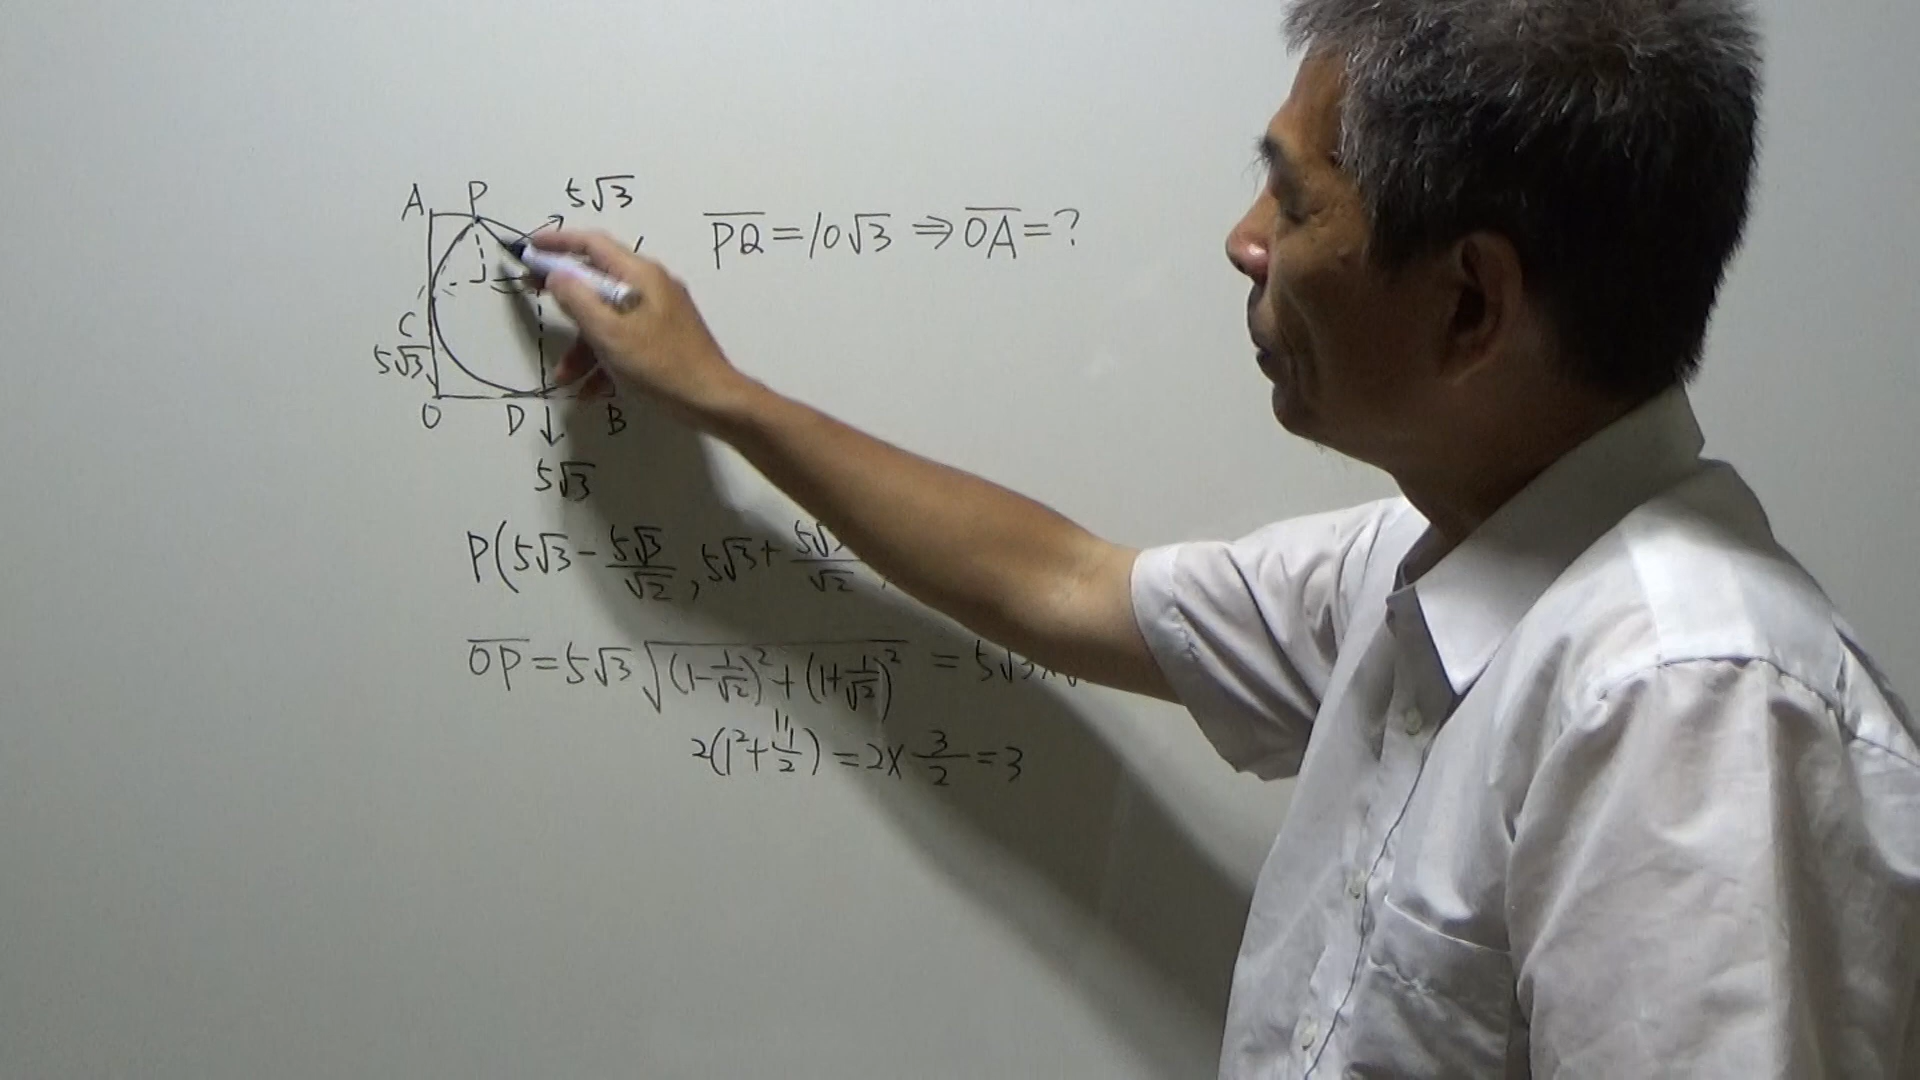 A P 5√3
PQ = 10√3 ⇒ OA = ?
C
5√3
O D B
5√3
P(5√3 - 5√3/√2, 5√3 + 5√3/√2
OP = 5√3 √((1-1/√2)² + (1+1/√2)²) = 5√3×√
2(1²+1/2) = 2× 3/2 = 3